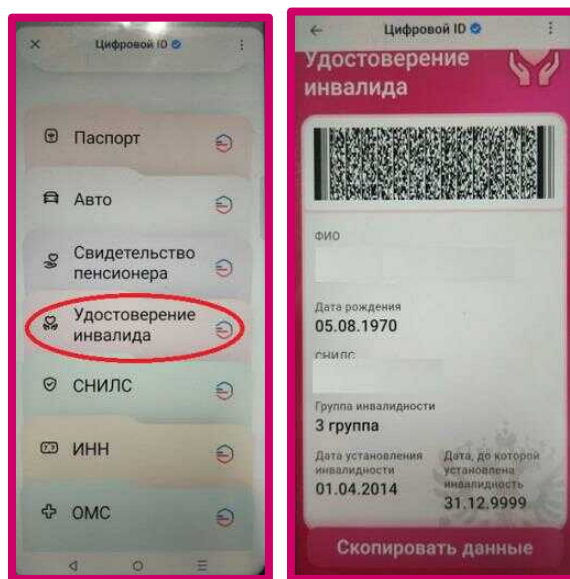 Цифровой ID
Паспорт
Авто
Свидетельство
пенсионера
Удостоверение
инвалида
СНИЛС
ИНН
ОМС
Цифровой ID
Удостоверение
инвалида
ФИО
Дата рождения
05.08.1970
СНИЛС
Группа инвалидности
3 группа
Дата установления
инвалидности
01.04.2014
Дата, до которой
установлена
инвалидность
31.12.9999
Скопировать данные